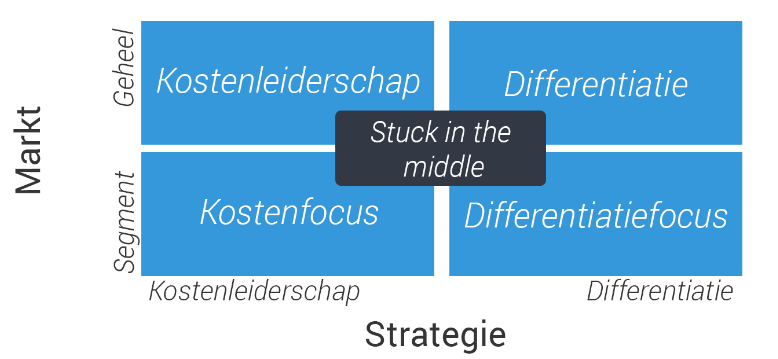 Markt
Geheel
Kostenleiderschap
Differentiatie
Stuck in the
middle
Segment
Kostenfocus
Differentiatiefocus
Kostenleiderschap
Differentiatie
Strategie